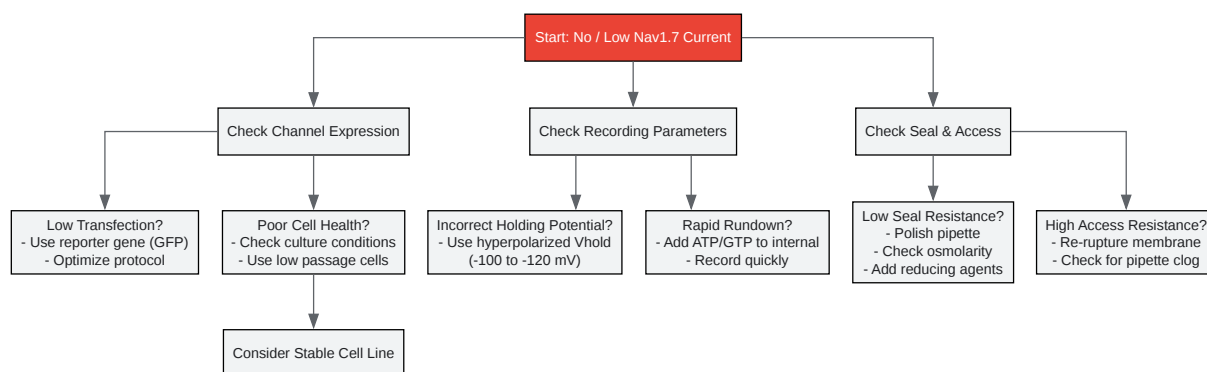 Start: No / Low Nav1.7 Current
Check Channel Expression
Check Recording Parameters
Check Seal & Access
Low Transfection?
- Use reporter gene (GFP)
- Optimize protocol
Poor Cell Health?
- Check culture conditions
- Use low passage cells
Incorrect Holding Potential?
- Use hyperpolarized Vhold
(-100 to -120 mV)
Rapid Rundown?
- Add ATP/GTP to internal
- Record quickly
Low Seal Resistance?
- Polish pipette
- Check osmolarity
- Add reducing agents
High Access Resistance?
- Re-rupture membrane
- Check for pipette clog
Consider Stable Cell Line